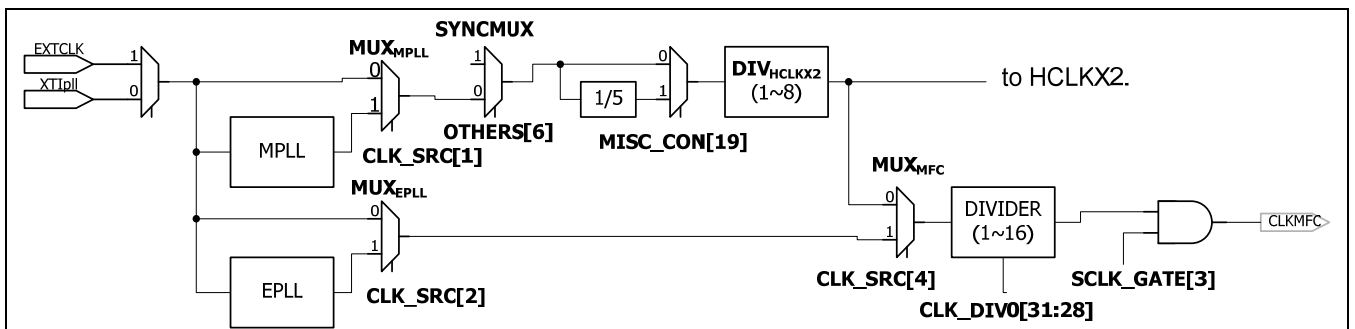 SYNCMUX
EXTCLK
1
MUXMPLL
1
0
DIVHCLKX2
(1~8)
to HCLKX2.
XTIpll
0
0
1
0
1/5
1
OTHERS[6]
MISC_CON[19]
MPLL
CLK_SRC[1]
MUXEPLL
MUXMFC
0
0
DIVIDER
(1~16)
CLKMFC
1
1
EPLL
CLK_SRC[2]
CLK_SRC[4]
SCLK_GATE[3]
CLK_DIV0[31:28]